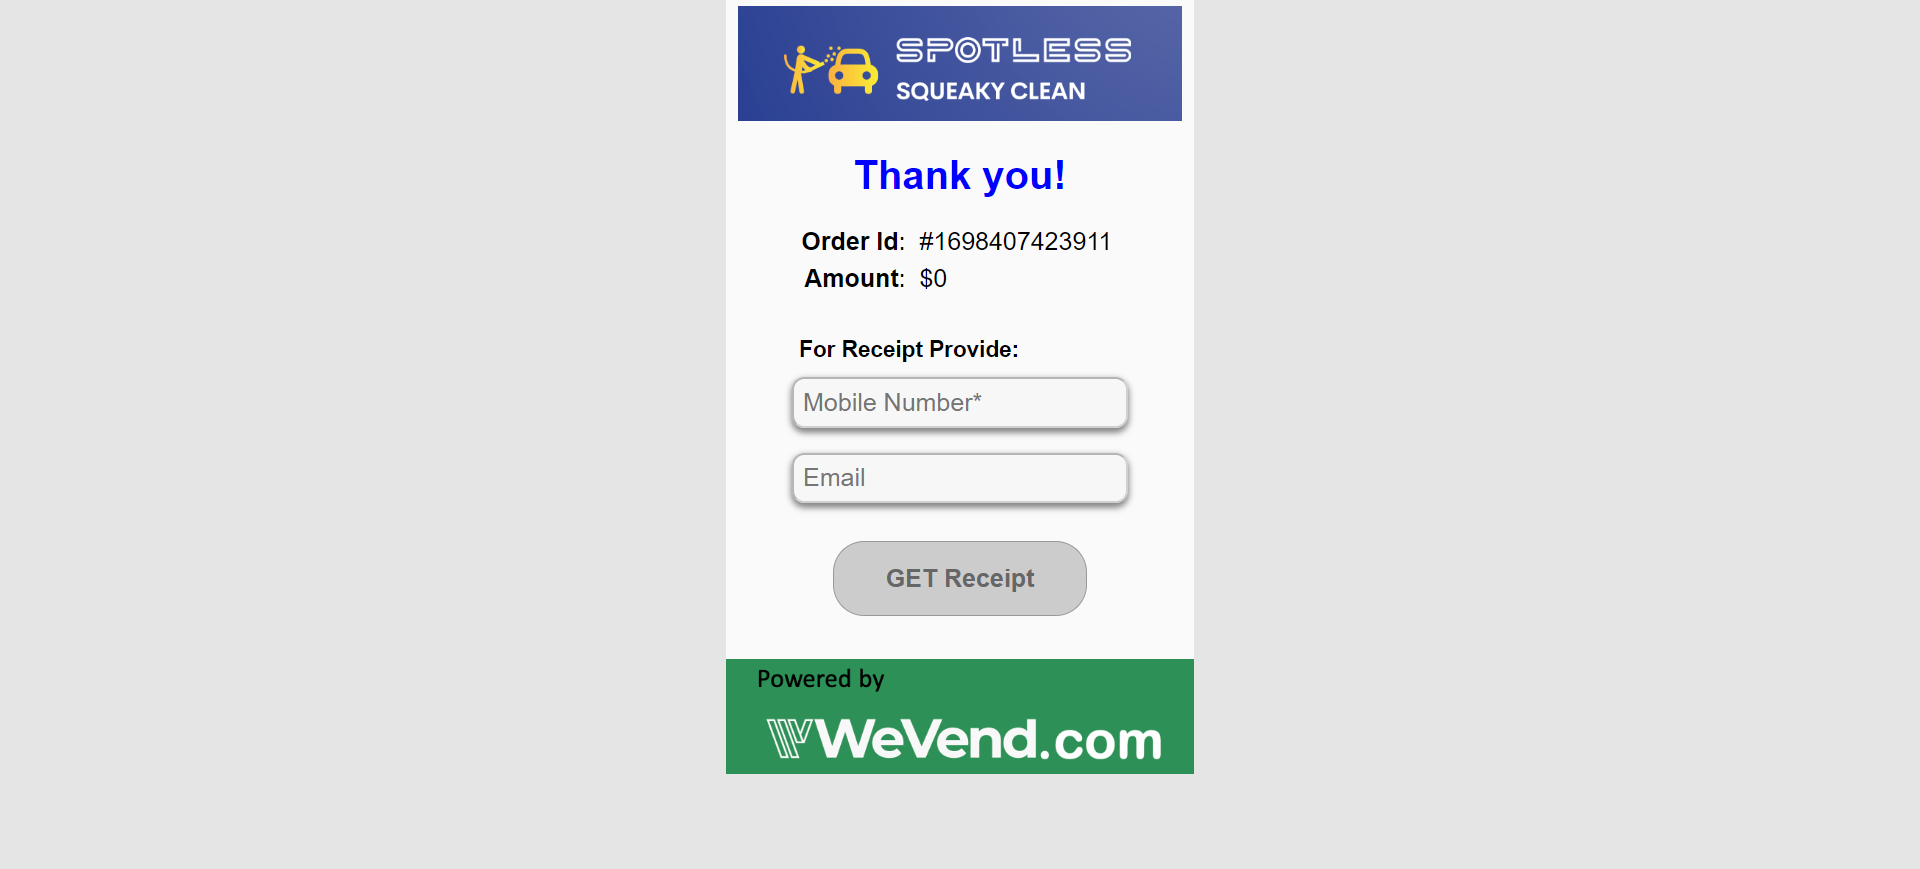 SPOTLESS
SQUEAKY CLEAN
Thank you!
Order Id: #1698407423911
Amount: $0
For Receipt Provide:
Mobile Number*
Email
GET Receipt
Powered by
WeVend.com